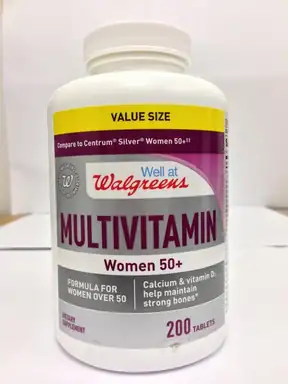 VALUE SIZE
Compare to Centrum® Silver® Women 50+‡‡
Well at
Walgreens
W
MULTIVITAMIN
Women 50+
FORMULA FOR
WOMEN OVER 50
Calcium & vitamin D₃
help maintain
strong bones*
DIETARY
SUPPLEMENT
200 TABLETS